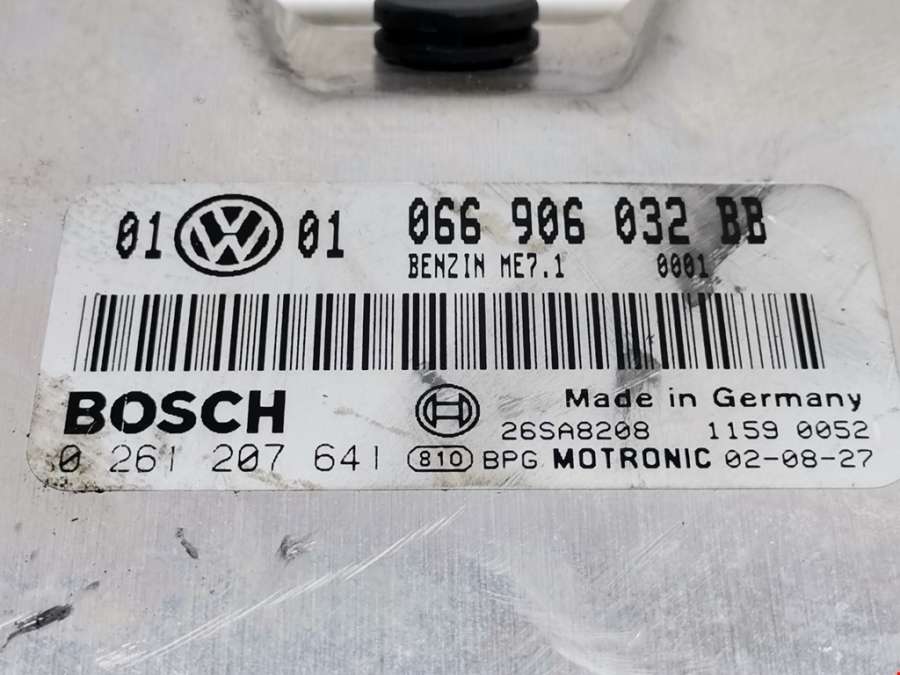 01 VW 01 066 906 032 BB
BENZIN ME7.1 0001
BOSCH Made in Germany
26SA8208 1159 0052
0 261 207 641 810 BPG MOTRONIC 02-08-27